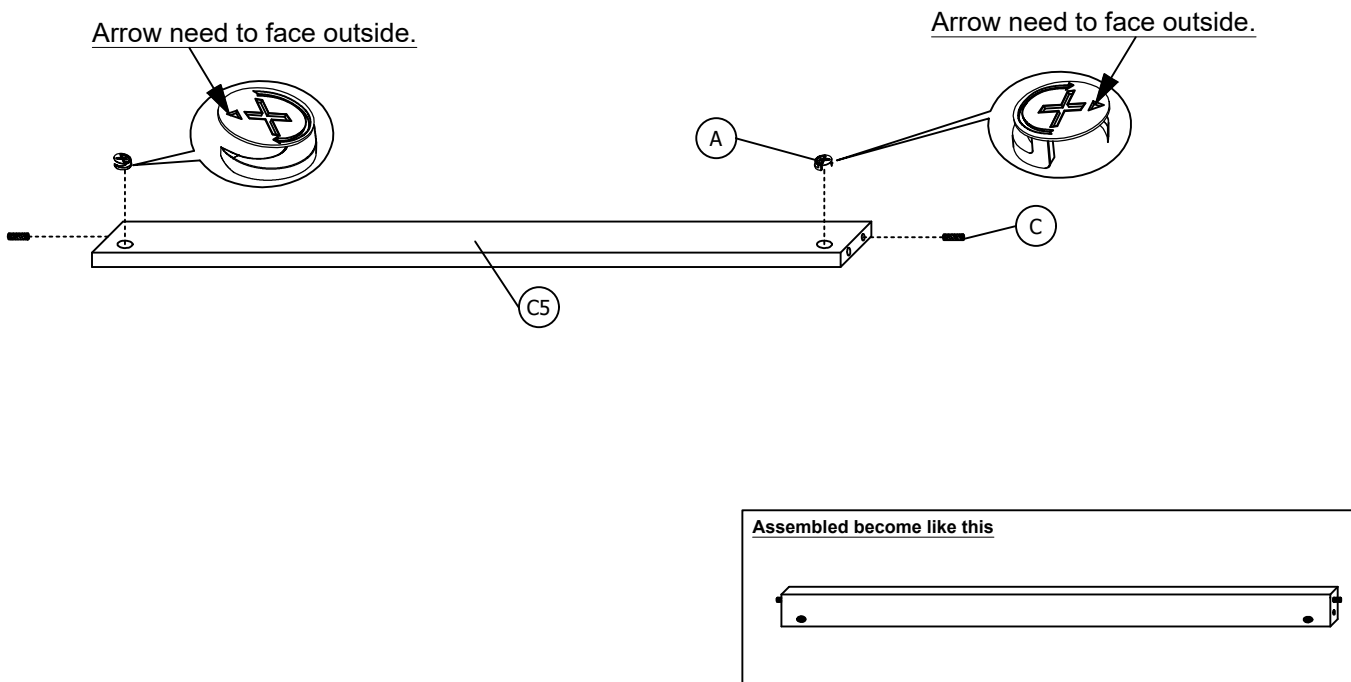 Arrow need to face outside.
Arrow need to face outside.
A
C
C5
Assembled become like this